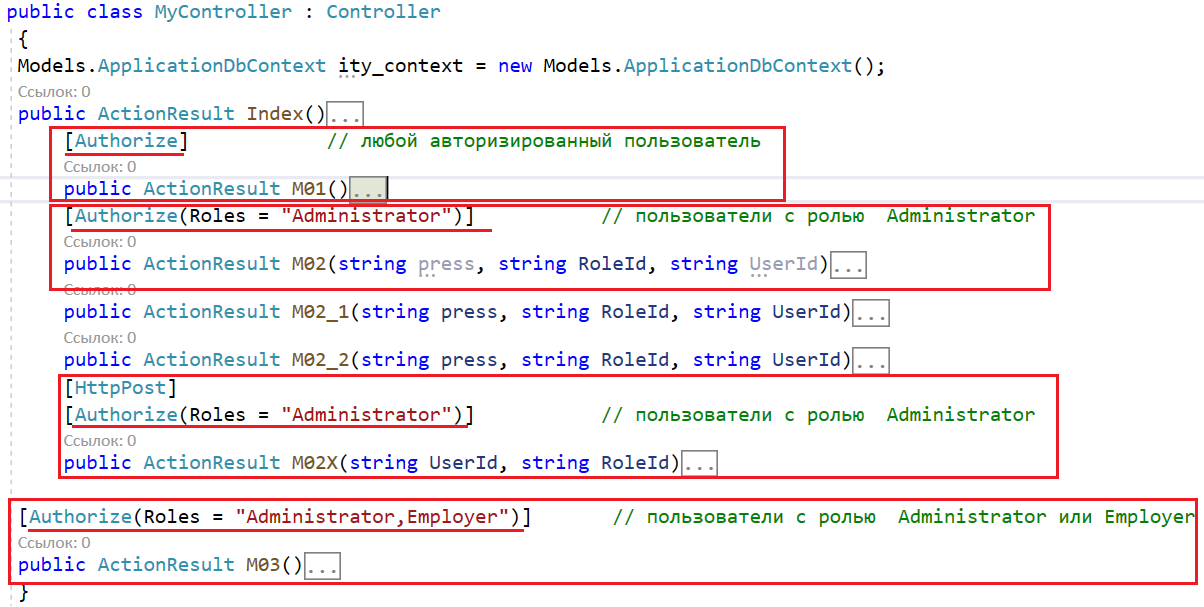 public class MyController : Controller
{
Models.ApplicationDbContext ity_context = new Models.ApplicationDbContext();
Ссылок: 0
public ActionResult Index()...
[Authorize] // любой авторизированный пользователь
Ссылок: 0
public ActionResult M01()...
[Authorize(Roles = "Administrator")] // пользователи с ролью Administrator
Ссылок: 0
public ActionResult M02(string press, string RoleId, string UserId)...
Ссылок: 0
public ActionResult M02_1(string press, string RoleId, string UserId)...
Ссылок: 0
public ActionResult M02_2(string press, string RoleId, string UserId)...
[HttpPost]
[Authorize(Roles = "Administrator")] // пользователи с ролью Administrator
Ссылок: 0
public ActionResult M02X(string UserId, string RoleId)...
[Authorize(Roles = "Administrator,Employer")] // пользователи с ролью Administrator или Employer
Ссылок: 0
public ActionResult M03()...
}